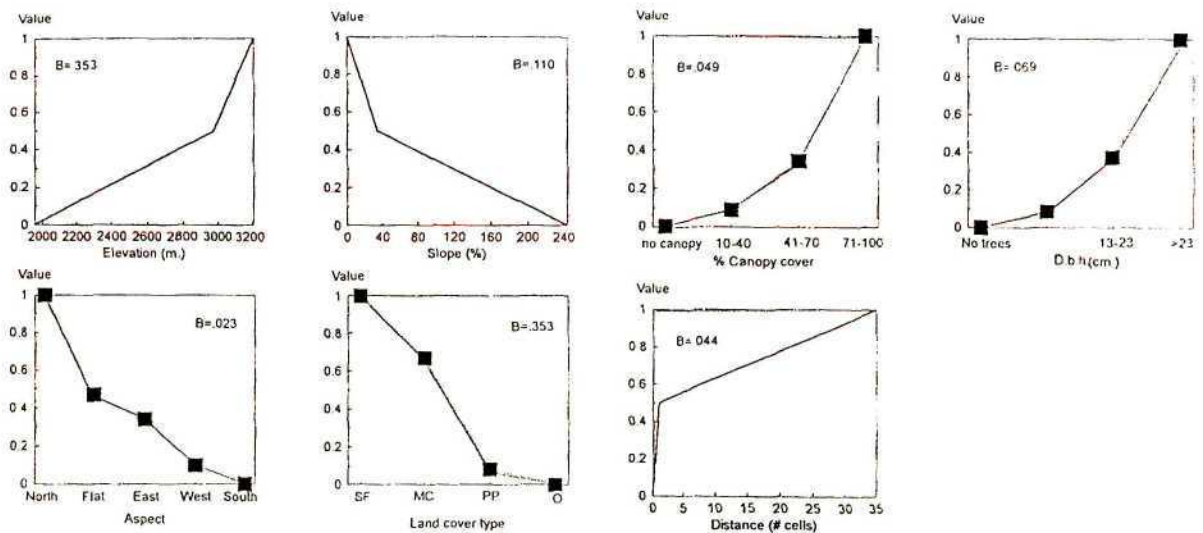 Value
1
0.8
0.6
0.4
0.2
0
B=.353
2000 2200 2400 2600 2800 3000 3200
Elevation (m.)
Value
1
0.8
0.6
0.4
0.2
0
B=.110
0 40 80 120 160 200 240
Slope (%)
Value
1
0.8
0.6
0.4
0.2
0
B=.049
no canopy 10-40 41-70 71-100
% Canopy cover
Value
1
0.8
0.6
0.4
0.2
0
B=.069
No trees 13-23 >23
D.b.h.(cm.)
Value
1
0.8
0.6
0.4
0.2
0
B=.023
North Flat East West South
Aspect
Value
1
0.8
0.6
0.4
0.2
0
B=.353
SF MC PP O
Land cover type
Value
1
0.8
0.6
0.4
0.2
0
B=.044
0 5 10 15 20 25 30 35
Distance (# cells)